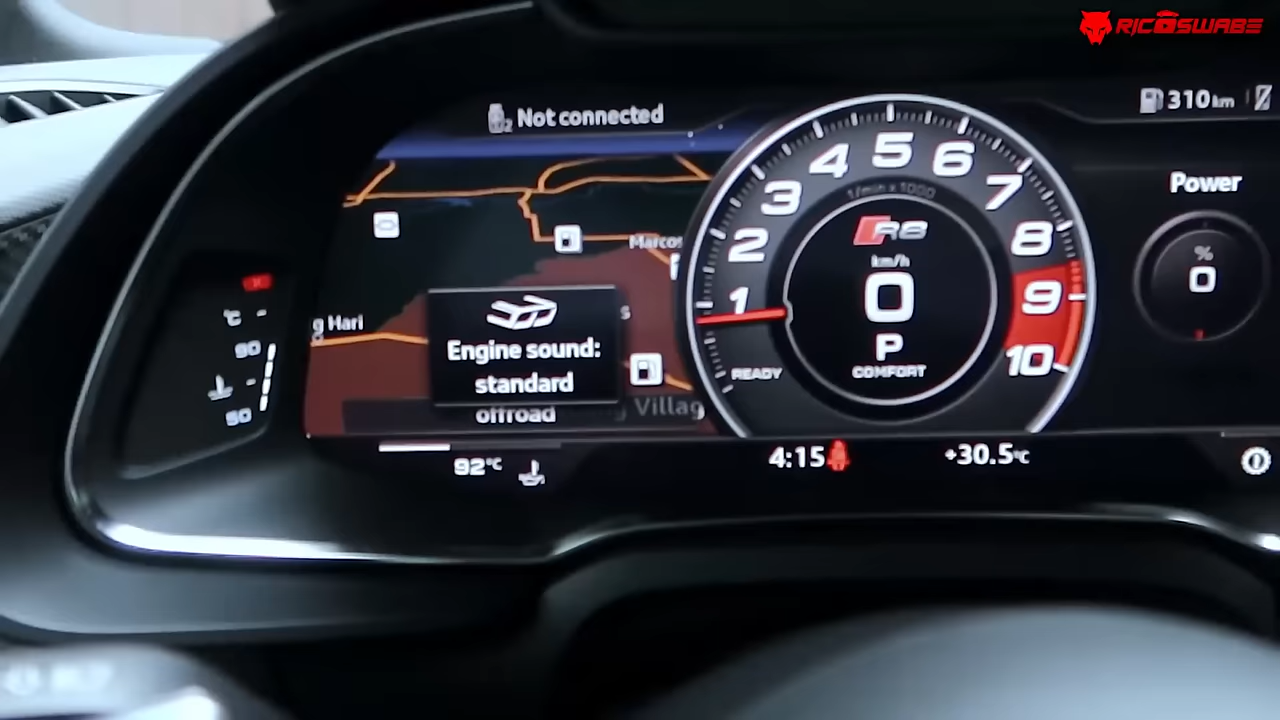 RICOSWABE
2 Not connected
310 km
Power
%
0
1 2 3 4 5 6 7 8 9 10
1/min x 1000
R8
km/h
0
P
COMFORT
READY
Marcos
s
g Hari
Engine sound:
standard
offroad
g Villag
°C -
90
-
50
92°C
4:15
+30.5°C